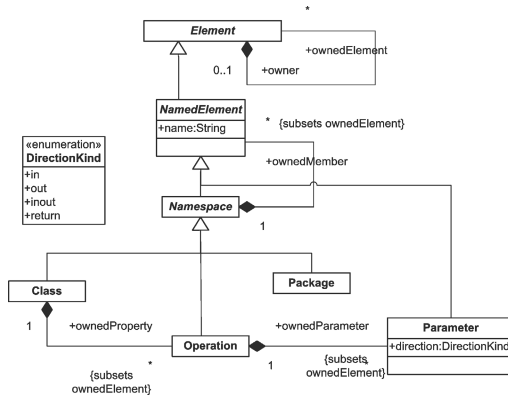 *
Element
+ownedElement
0..1
+owner
NamedElement
+name:String
*
{subsets ownedElement}
+ownedMember
«enumeration»
DirectionKind
+in
+out
+inout
+return
Namespace
1
Package
Class
1
+ownedProperty
*
{subsets
ownedElement}
Operation
1
+ownedParameter
*
{subsets
ownedElement}
Parameter
+direction:DirectionKind